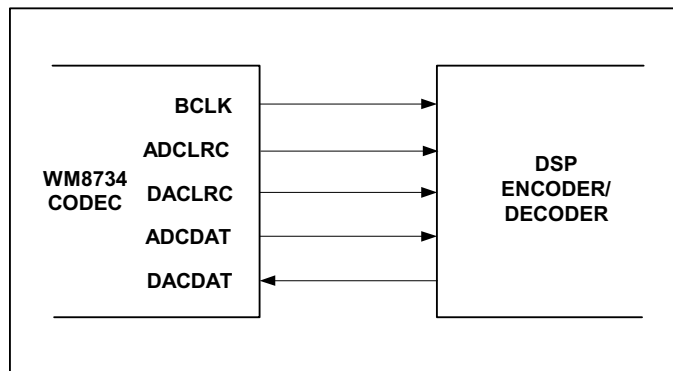 BCLK
ADCLRC
WM8734
CODEC
DACLRC
ADCDAT
DACDAT
DSP
ENCODER/
DECODER